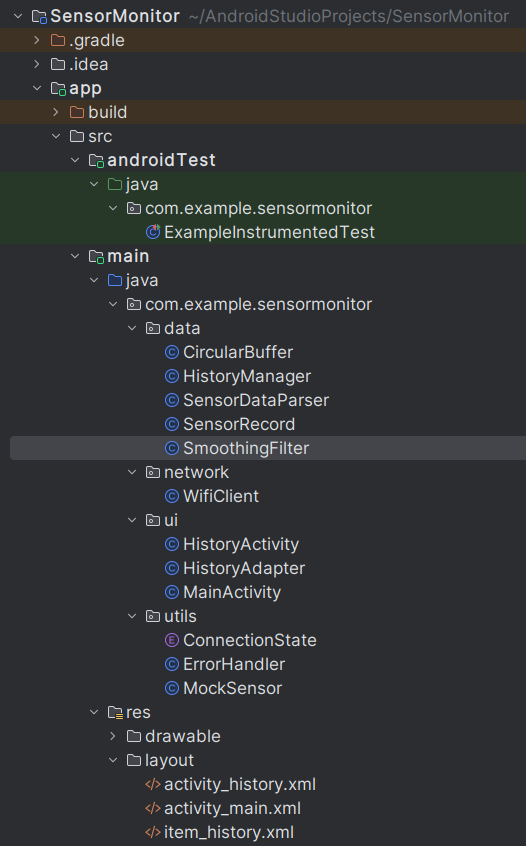 SensorMonitor ~/AndroidStudioProjects/SensorMonitor
.gradle
.idea
app
build
src
androidTest
java
com.example.sensormonitor
ExampleInstrumentedTest
main
java
com.example.sensormonitor
data
CircularBuffer
HistoryManager
SensorDataParser
SensorRecord
SmoothingFilter
network
WifiClient
ui
HistoryActivity
HistoryAdapter
MainActivity
utils
ConnectionState
ErrorHandler
MockSensor
res
drawable
layout
activity_history.xml
activity_main.xml
item_history.xml